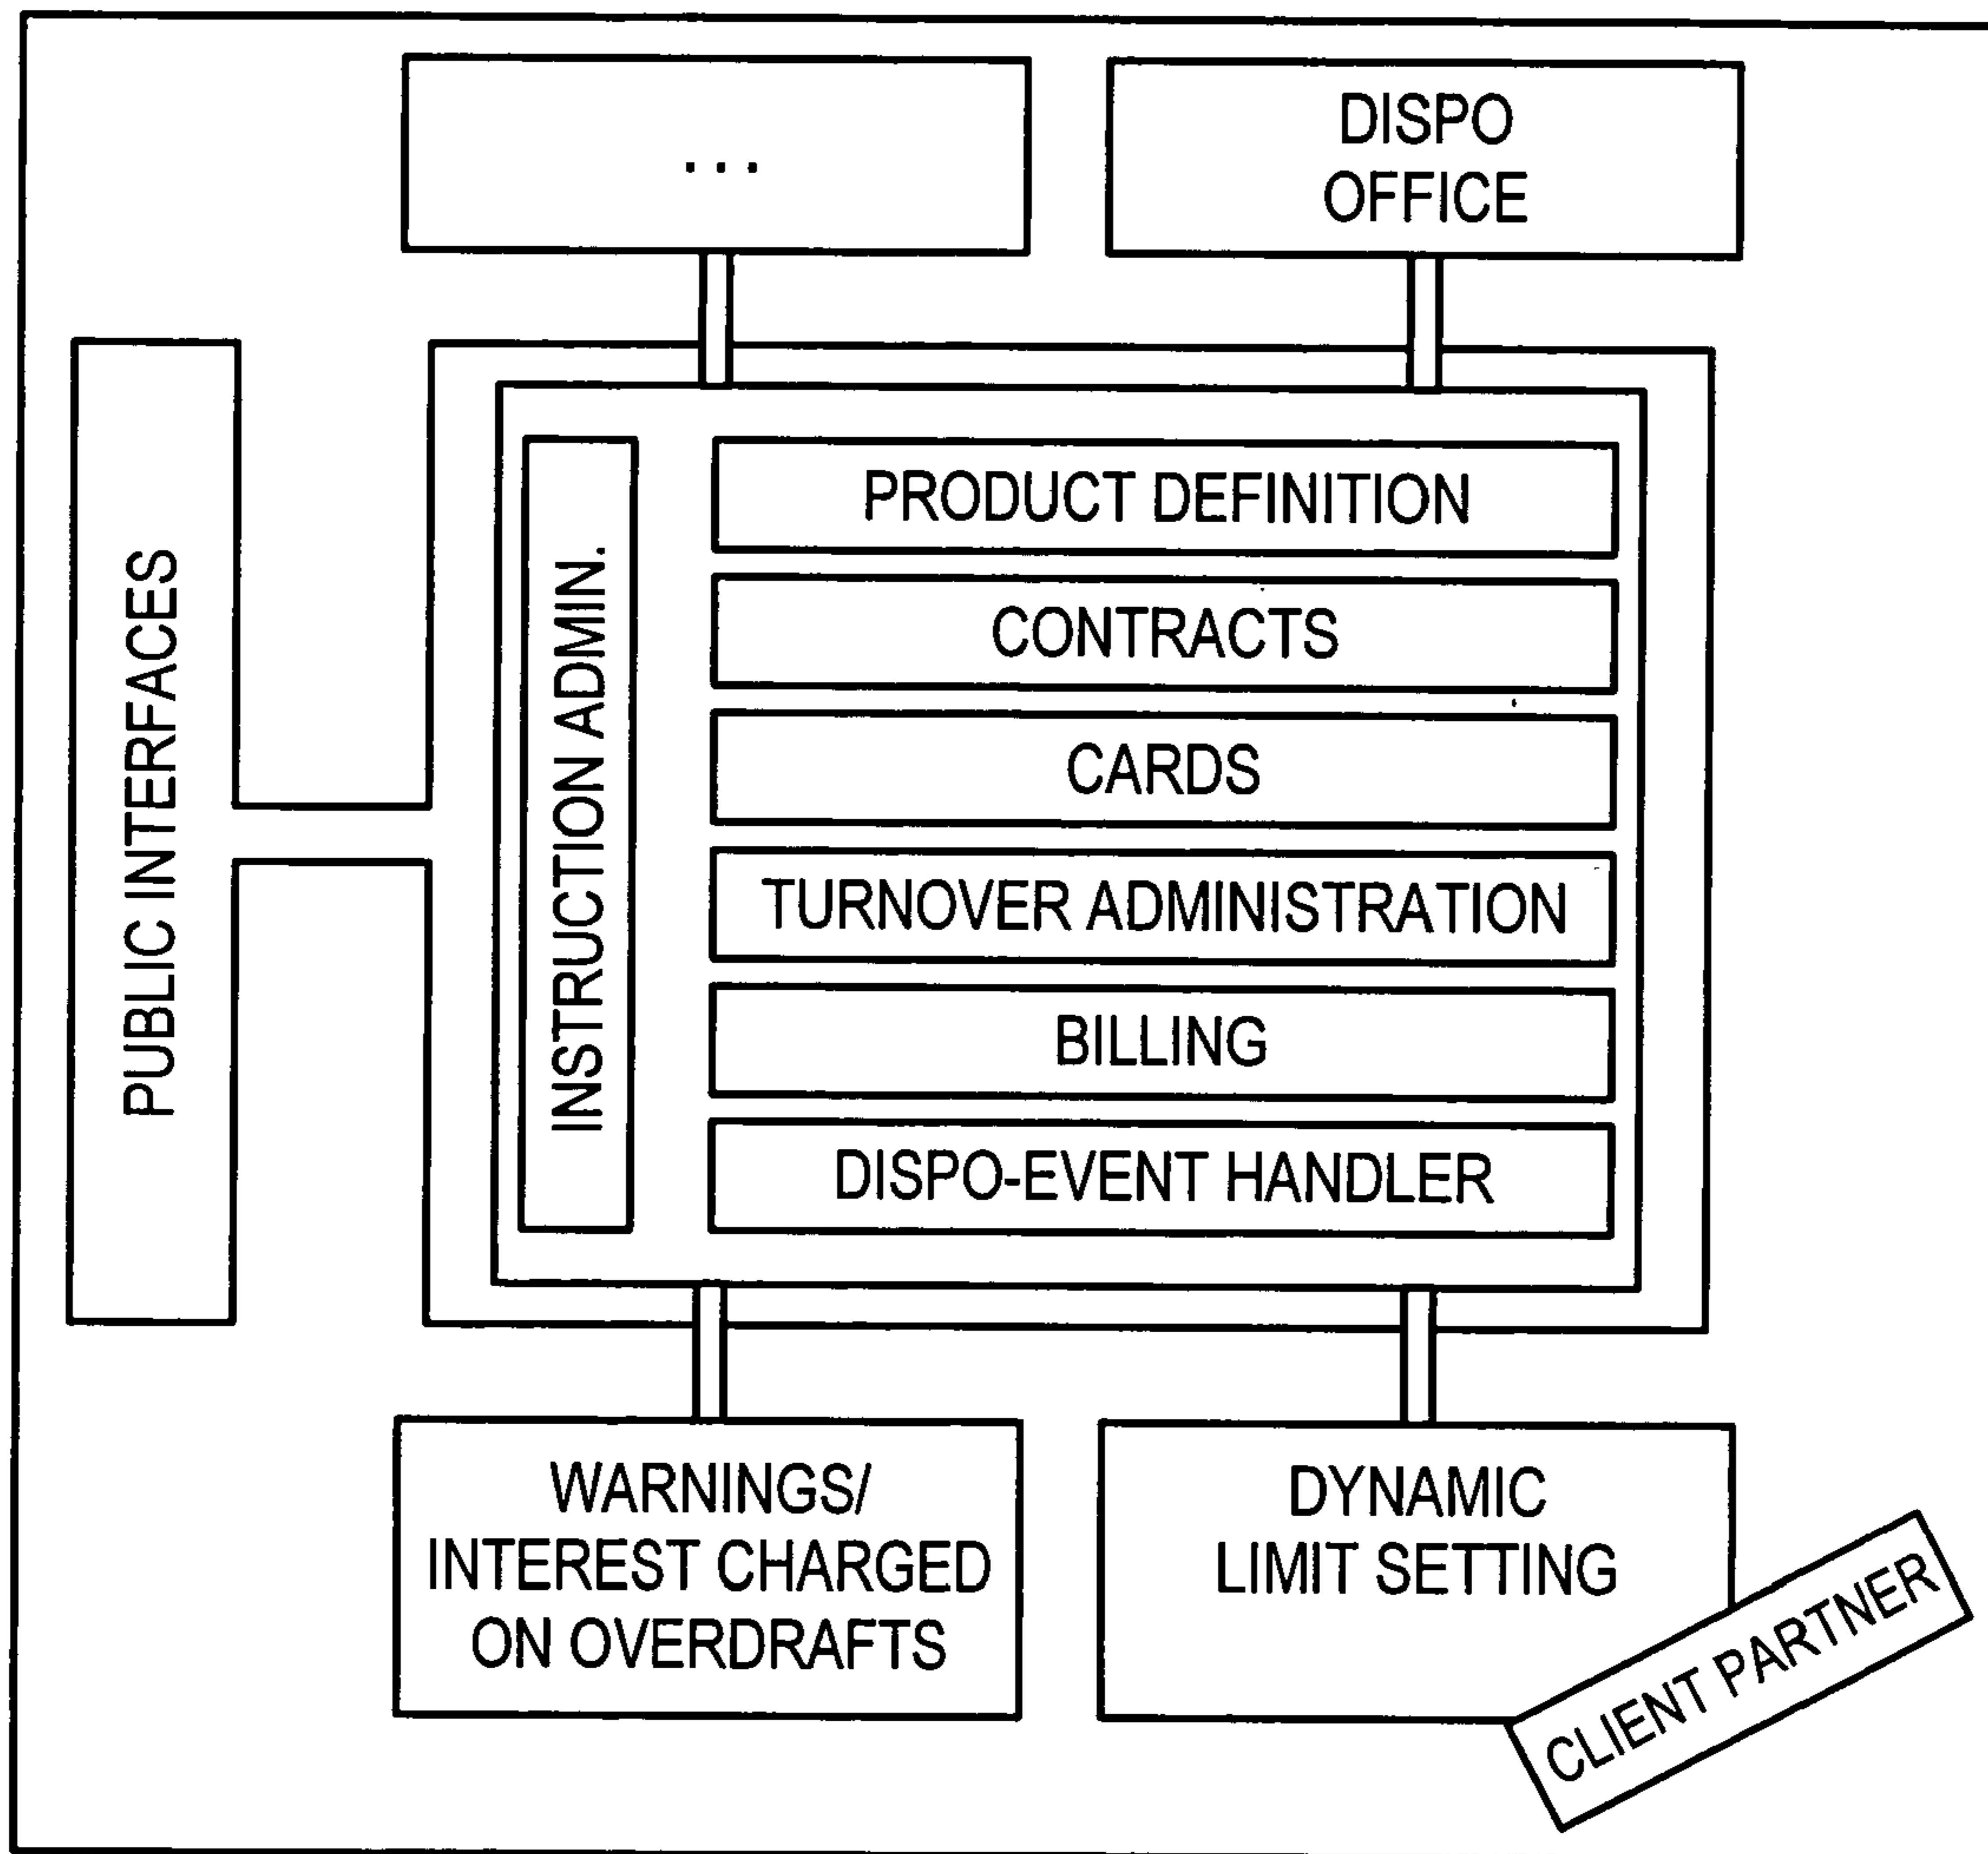 ...
DISPO
OFFICE
PUBLIC INTERFACES
INSTRUCTION ADMIN.
PRODUCT DEFINITION
CONTRACTS
CARDS
TURNOVER ADMINISTRATION
BILLING
DISPO-EVENT HANDLER
WARNINGS/
INTEREST CHARGED
ON OVERDRAFTS
DYNAMIC
LIMIT SETTING
CLIENT PARTNER